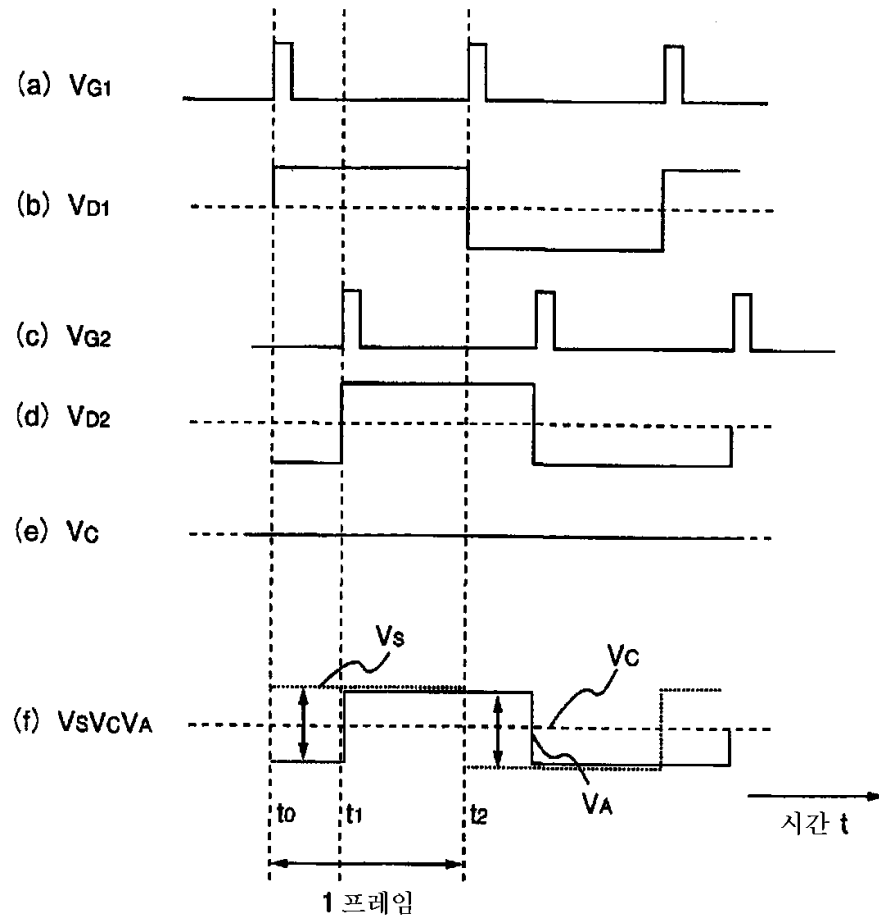 (a) VG1
(b) VD1
(c) VG2
(d) VD2
(e) VC
VS
VC
(f) VSVCVA
VA
t0 t1 t2
시간 t
1 프레임